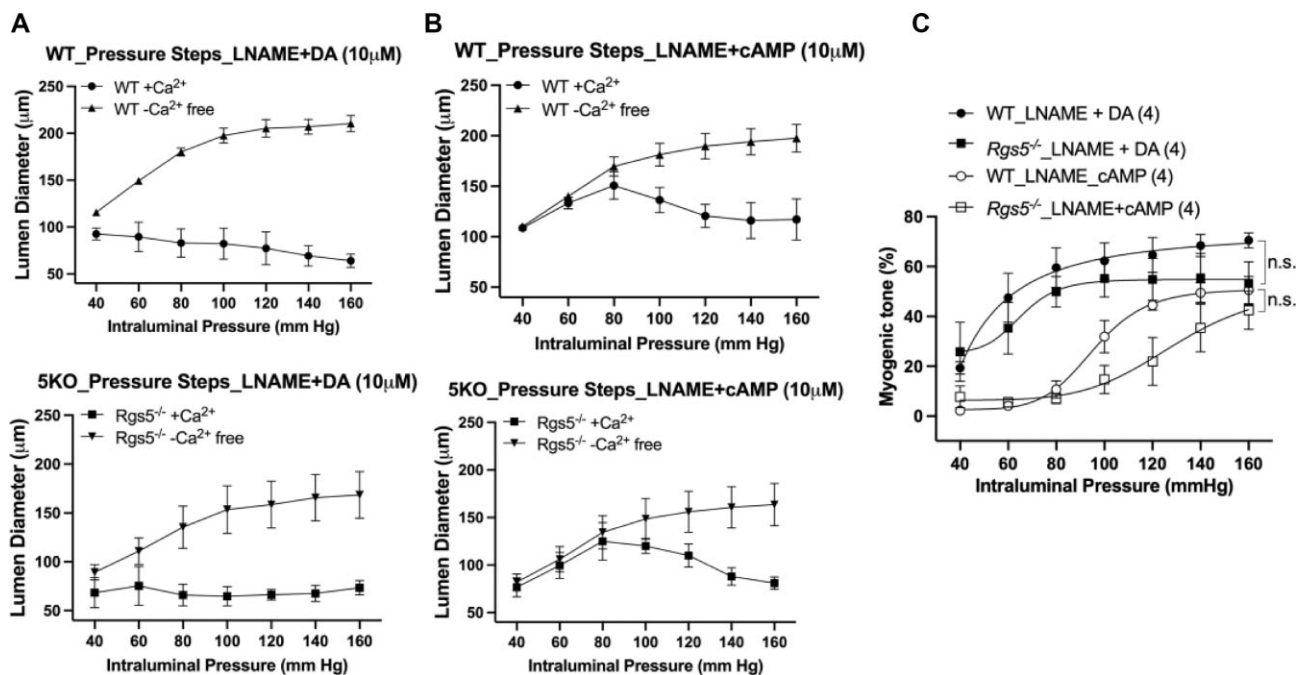 A
WT_Pressure Steps_LNAME+DA (10μM)
WT +Ca²⁺
WT -Ca²⁺ free
Lumen Diameter (μm)
250
200
150
100
50
40 60 80 100 120 140 160
Intraluminal Pressure (mm Hg)
5KO_Pressure Steps_LNAME+DA (10μM)
Rgs5⁻/⁻ +Ca²⁺
Rgs5⁻/⁻ -Ca²⁺ free
Lumen Diameter (μm)
250
200
150
100
50
40 60 80 100 120 140 160
Intraluminal Pressure (mm Hg)
B
WT_Pressure Steps_LNAME+cAMP (10μM)
WT +Ca²⁺
WT -Ca²⁺ free
Lumen Diameter (μm)
250
200
150
100
50
40 60 80 100 120 140 160
Intraluminal Pressure (mm Hg)
5KO_Pressure Steps_LNAME+cAMP (10μM)
Rgs5⁻/⁻ +Ca²⁺
Rgs5⁻/⁻ -Ca²⁺ free
Lumen Diameter (μm)
250
200
150
100
50
40 60 80 100 120 140 160
Intraluminal Pressure (mm Hg)
C
WT_LNAME + DA (4)
Rgs5⁻/⁻_LNAME + DA (4)
WT_LNAME_cAMP (4)
Rgs5⁻/⁻_LNAME+cAMP (4)
Myogenic tone (%)
80
60
40
20
0
n.s.
n.s.
40 60 80 100 120 140 160
Intraluminal Pressure (mmHg)